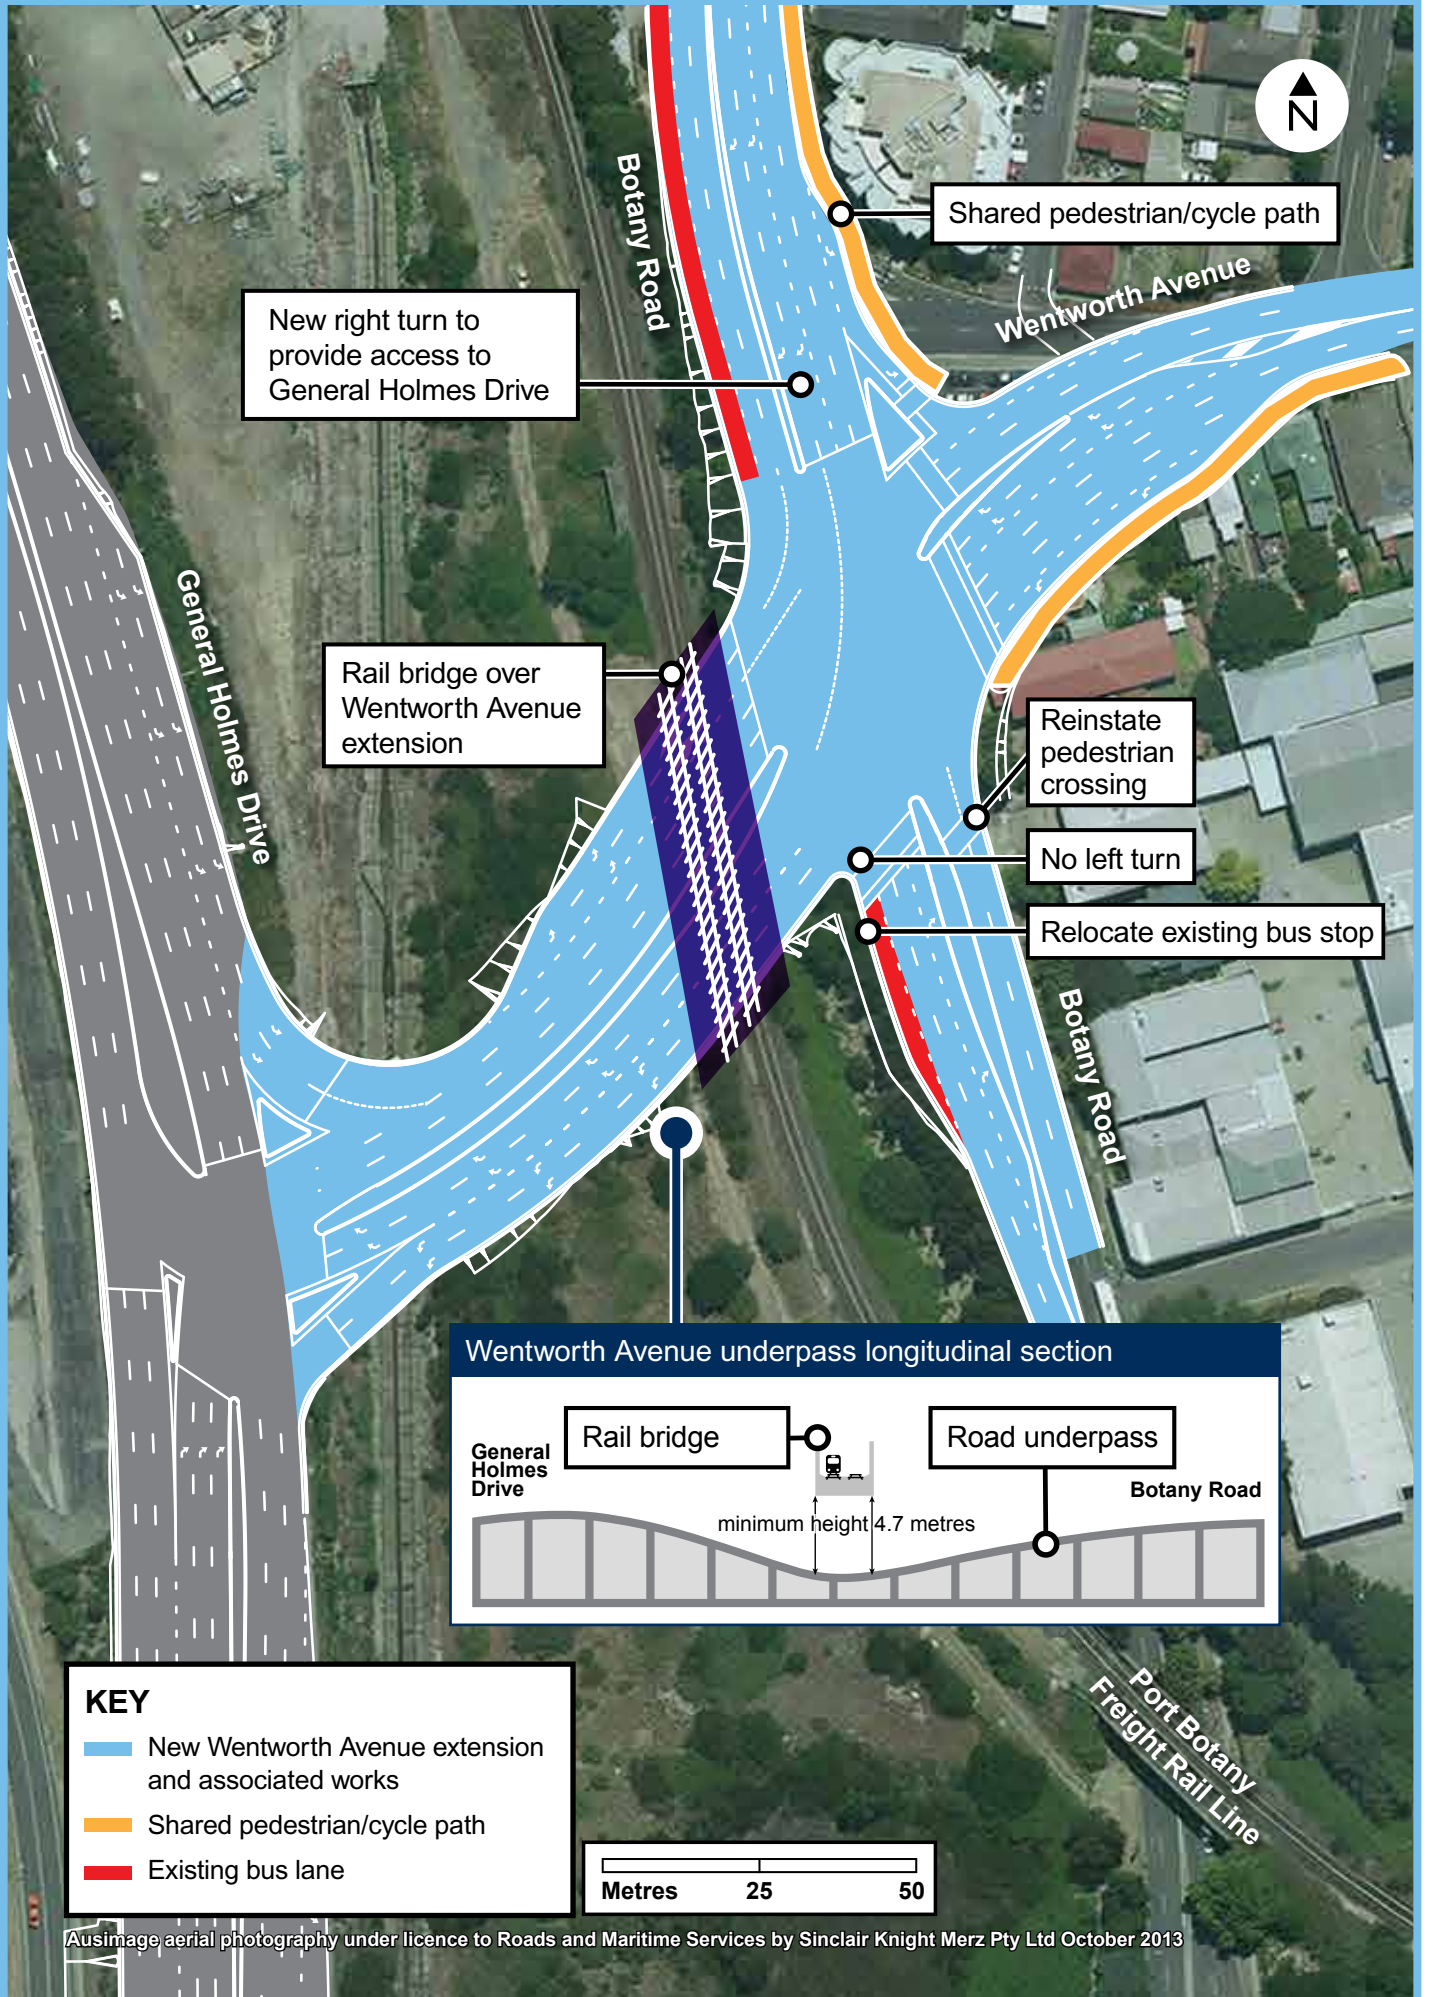 N
Botany Road
Shared pedestrian/cycle path
Wentworth Avenue
New right turn to
provide access to
General Holmes Drive
General Holmes Drive
Rail bridge over
Wentworth Avenue
extension
Reinstate
pedestrian
crossing
No left turn
Relocate existing bus stop
Botany Road
Wentworth Avenue underpass longitudinal section
General
Holmes
Drive
Rail bridge
Road underpass
Botany Road
minimum height 4.7 metres
Port Botany
Freight Rail Line
KEY
New Wentworth Avenue extension
and associated works
Shared pedestrian/cycle path
Existing bus lane
Metres 25 50
Ausimage aerial photography under licence to Roads and Maritime Services by Sinclair Knight Merz Pty Ltd October 2013